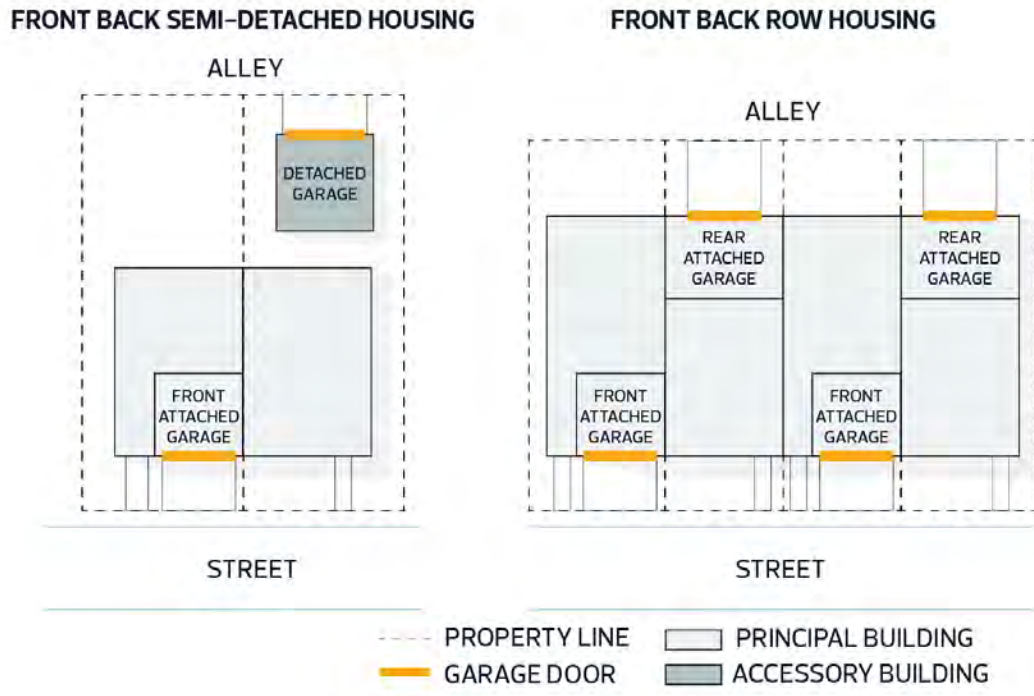 FRONT BACK SEMI-DETACHED HOUSING
ALLEY
DETACHED
GARAGE
FRONT
ATTACHED
GARAGE
STREET
FRONT BACK ROW HOUSING
ALLEY
REAR
ATTACHED
GARAGE
REAR
ATTACHED
GARAGE
FRONT
ATTACHED
GARAGE
FRONT
ATTACHED
GARAGE
STREET
PROPERTY LINE
PRINCIPAL BUILDING
GARAGE DOOR
ACCESSORY BUILDING